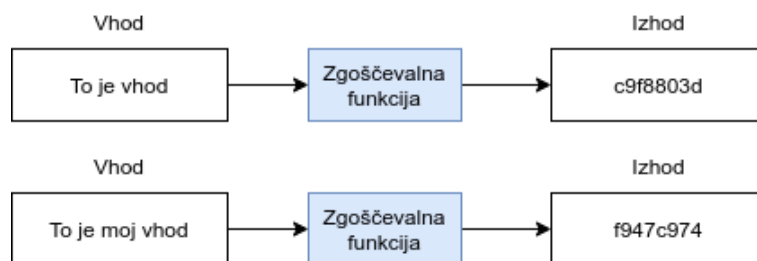 Vhod
Izhod
To je vhod
Zgoščevalna
funkcija
c9f8803d
Vhod
Izhod
To je moj vhod
Zgoščevalna
funkcija
f947c974